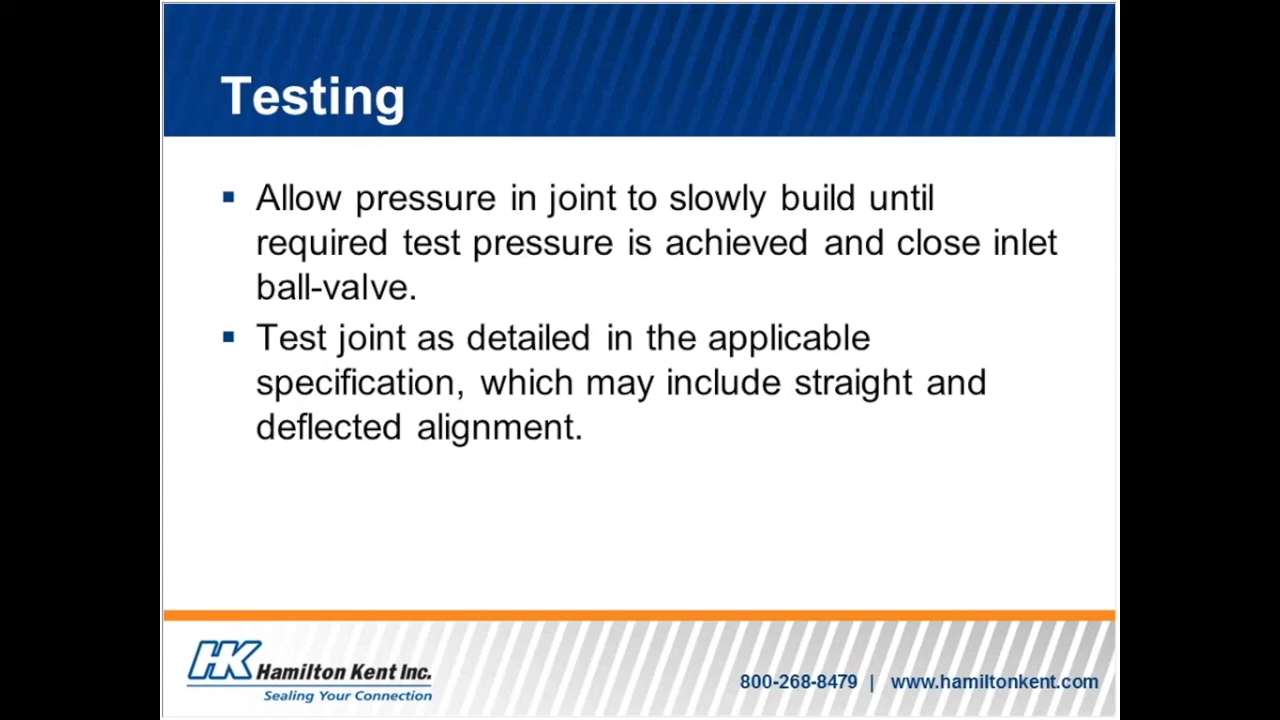 Testing
▪ Allow pressure in joint to slowly build until
required test pressure is achieved and close inlet
ball-valve.
▪ Test joint as detailed in the applicable
specification, which may include straight and
deflected alignment.
HK Hamilton Kent Inc.
Sealing Your Connection
800-268-8479 | www.hamiltonkent.com